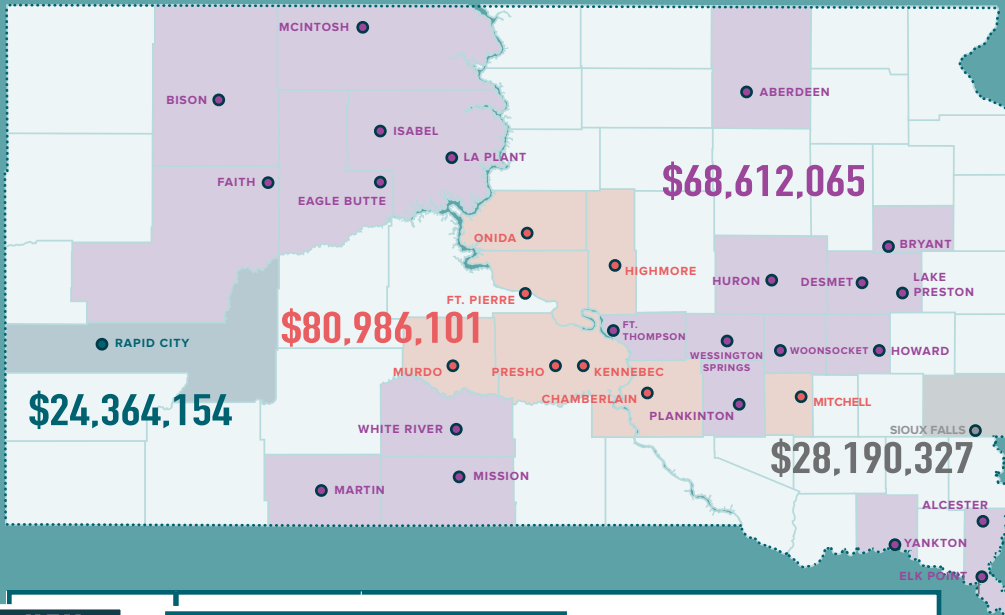 MCINTOSH
BISON
ABERDEEN
ISABEL
LA PLANT
FAITH
$68,612,065
EAGLE BUTTE
ONIDA
BRYANT
HIGHMORE
HURON
DESMET
LAKE
PRESTON
FT. PIERRE
$80,986,101
FT.
THOMPSON
RAPID CITY
WESSINGTON
SPRINGS
WOONSOCKET
HOWARD
MURDO
PRESHO
KENNEBEC
CHAMBERLAIN
MITCHELL
$24,364,154
PLANKINTON
WHITE RIVER
SIOUX FALLS
$28,190,327
MISSION
MARTIN
ALCESTER
YANKTON
ELK POINT